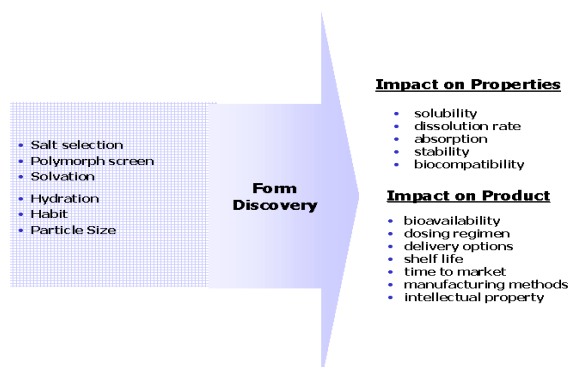 • Salt selection
• Polymorph screen
• Solvation
• Hydration
• Habit
• Particle Size
Form
Discovery
Impact on Properties
• solubility
• dissolution rate
• absorption
• stability
• biocompatibility
Impact on Product
• bioavailability
• dosing regimen
• delivery options
• shelf life
• time to market
• manufacturing methods
• intellectual property